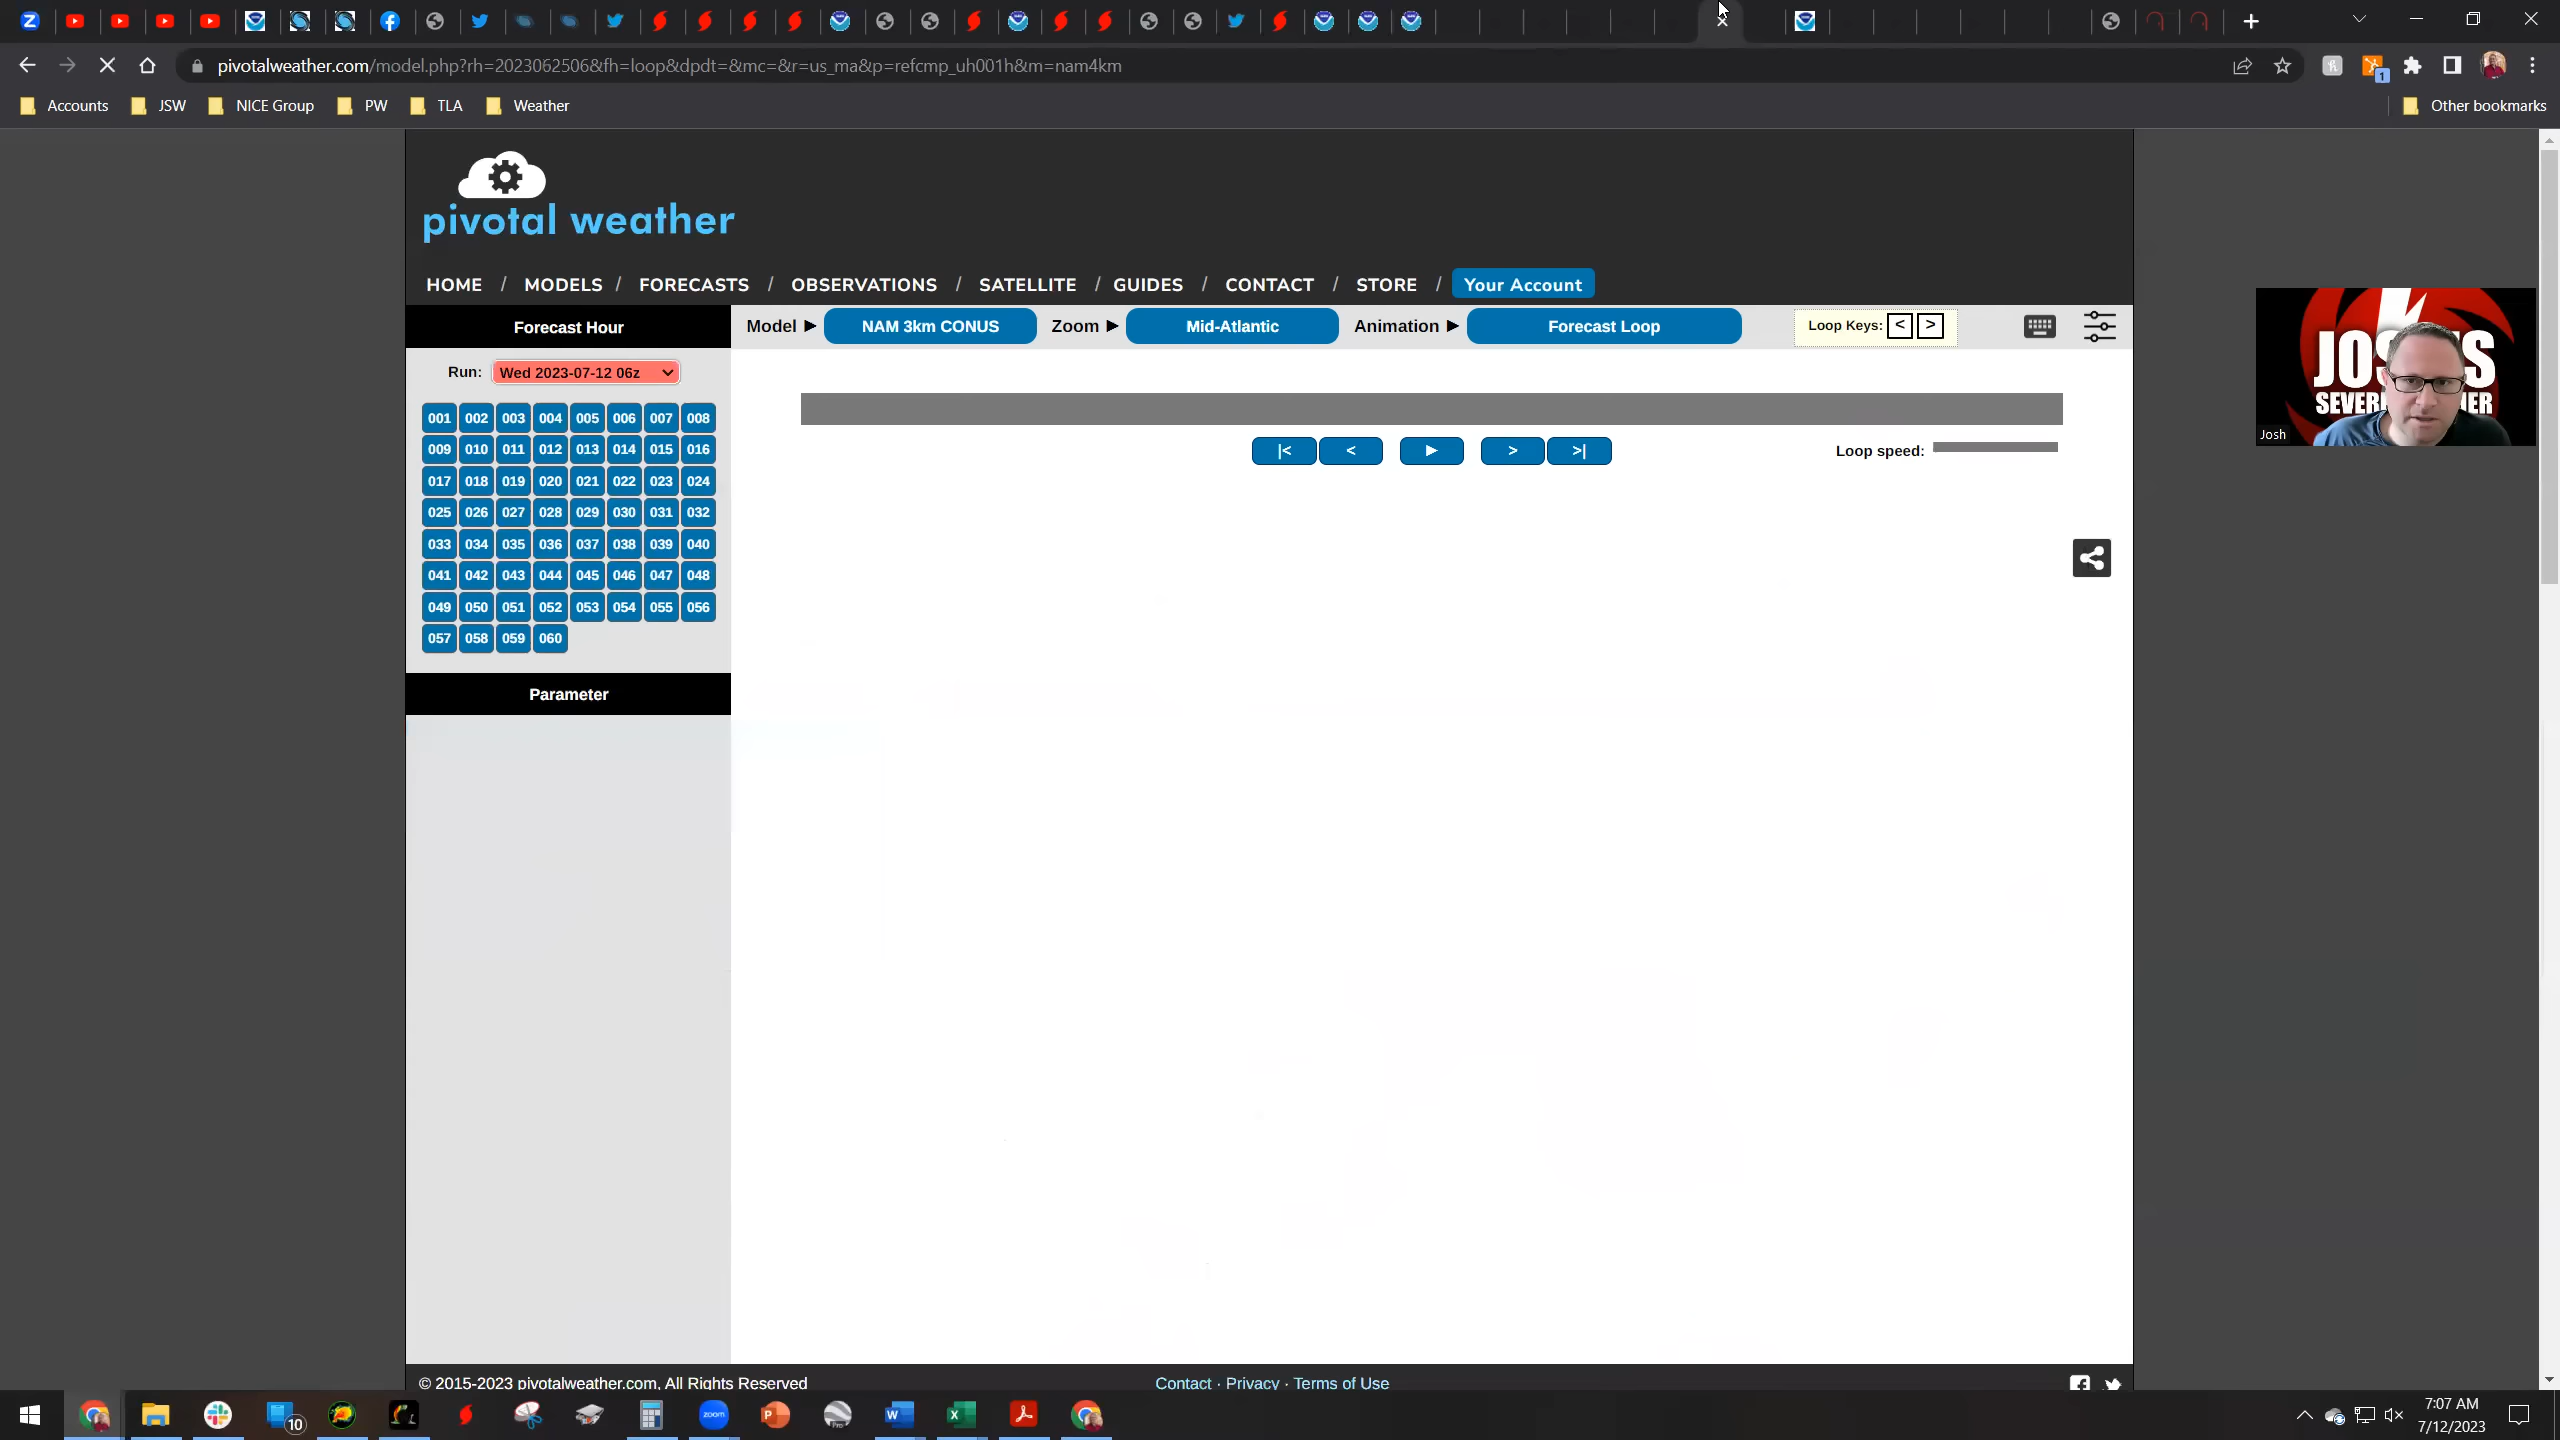 pivotalweather.com/model.php?rh=2023062506&fh=loop&dpdt=&mc=&r=us_ma&p=refcmp_uh001h&m=nam4km
1
Accounts JSW NICE Group PW TLA Weather Other bookmarks
pivotal weather
HOME / MODELS / FORECASTS / OBSERVATIONS / SATELLITE / GUIDES / CONTACT / STORE / Your Account
Forecast Hour Model ▶ NAM 3km CONUS Zoom ▶ Mid-Atlantic Animation ▶ Forecast Loop Loop Keys: < >
Run: Wed 2023-07-12 06z
001 002 003 004 005 006 007 008
009 010 011 012 013 014 015 016
017 018 019 020 021 022 023 024
025 026 027 028 029 030 031 032
033 034 035 036 037 038 039 040
041 042 043 044 045 046 047 048
049 050 051 052 053 054 055 056
057 058 059 060
|< < ▶ > >| Loop speed:
Josh
Parameter
© 2015-2023 pivotalweather.com, All Rights Reserved Contact · Privacy · Terms of Use
10
zoom
7:07 AM
7/12/2023